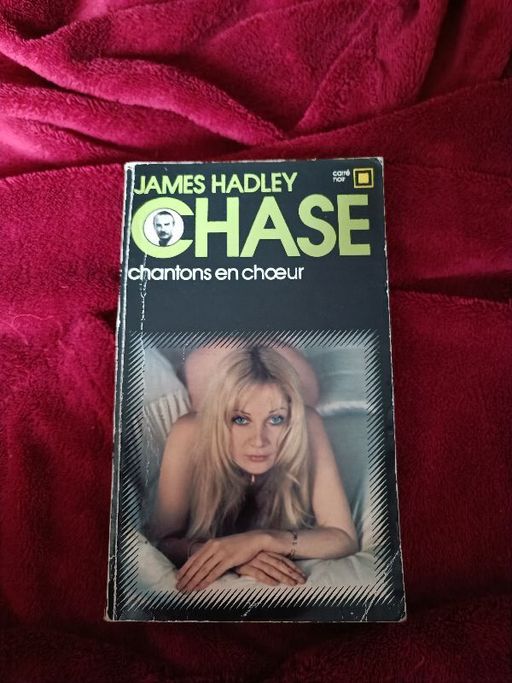 JAMES HADLEY
CHASE
carré
noir
chantons en chœur